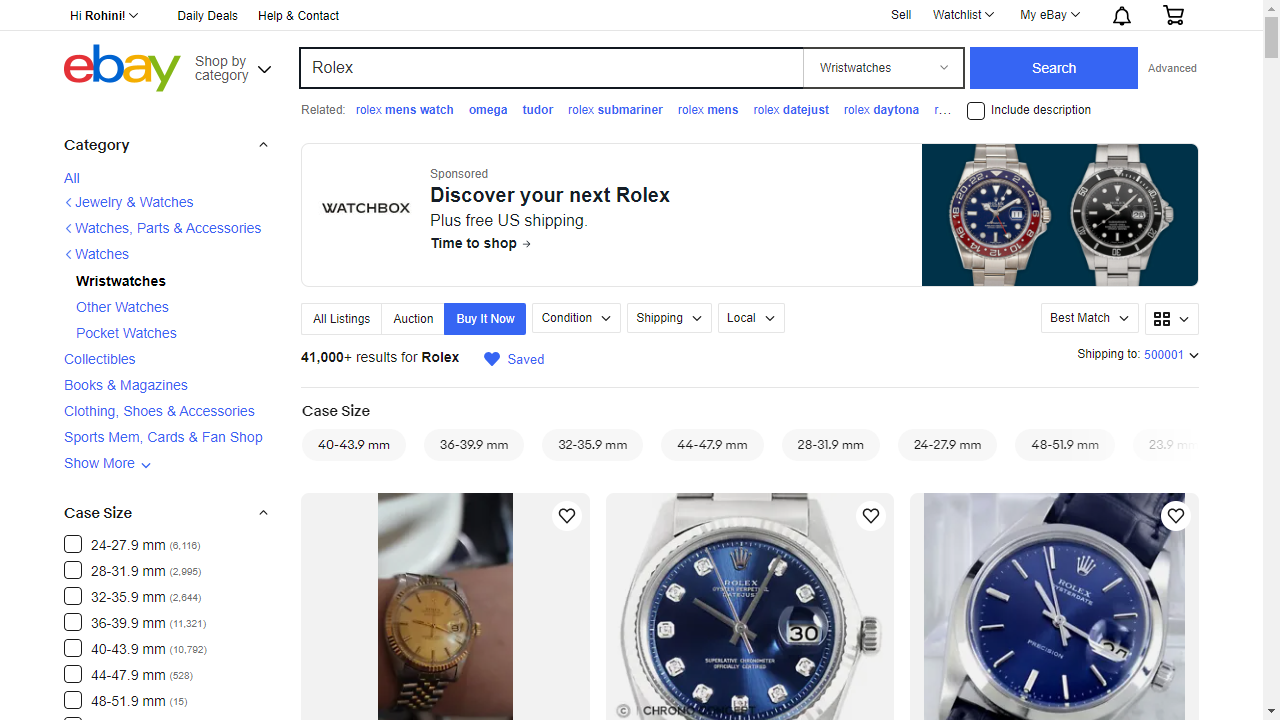 Hi Rohini!
Daily Deals
Help & Contact
Sell
Watchlist
My eBay
ebay
Shop by
category
Rolex
Wristwatches
Search
Advanced
Related: rolex mens watch omega tudor rolex submariner rolex mens rolex datejust rolex daytona r...
Include description
Category
All
Jewelry & Watches
Watches, Parts & Accessories
Watches
Wristwatches
Other Watches
Pocket Watches
Collectibles
Books & Magazines
Clothing, Shoes & Accessories
Sports Mem, Cards & Fan Shop
Show More
Case Size
24-27.9 mm (6,116)
28-31.9 mm (2,995)
32-35.9 mm (2,644)
36-39.9 mm (11,321)
40-43.9 mm (10,792)
44-47.9 mm (528)
48-51.9 mm (15)
WATCHBOX
Sponsored
Discover your next Rolex
Plus free US shipping.
Time to shop →
All Listings
Auction
Buy It Now
Condition
Shipping
Local
Best Match
41,000+ results for Rolex
Saved
Shipping to: 500001
Case Size
40-43.9 mm
36-39.9 mm
32-35.9 mm
44-47.9 mm
28-31.9 mm
24-27.9 mm
48-51.9 mm
23.9 m
ROLEX
OYSTER PERPETUAL
DATEJUST
30
SUPERLATIVE CHRONOMETER
OFFICIALLY CERTIFIED
© CHRONO CONCEPT
ROLEX
OYSTERDATE
PRECISION